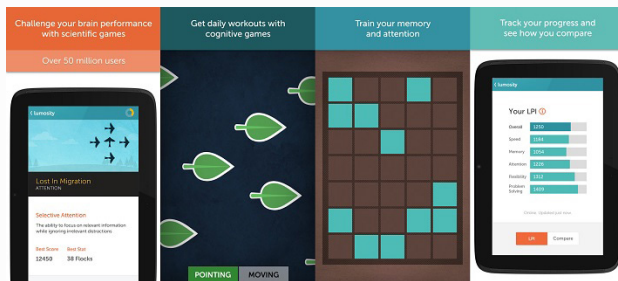 Challenge your brain performance
with scientific games
Over 50 million users
lumosity
Lost In Migration
ATTENTION
Selective Attention
The ability to focus on relevant information
while ignoring irrelevant distractions
Best Score Best Stat
12450 38 Flocks
Get daily workouts with
cognitive games
POINTING MOVING
Train your memory
and attention
Track your progress and
see how you compare
lumosity
Your LPI
Overall 1250
Speed
Memory
Attention
Flexibility
Problem
Solving
LPI Compare